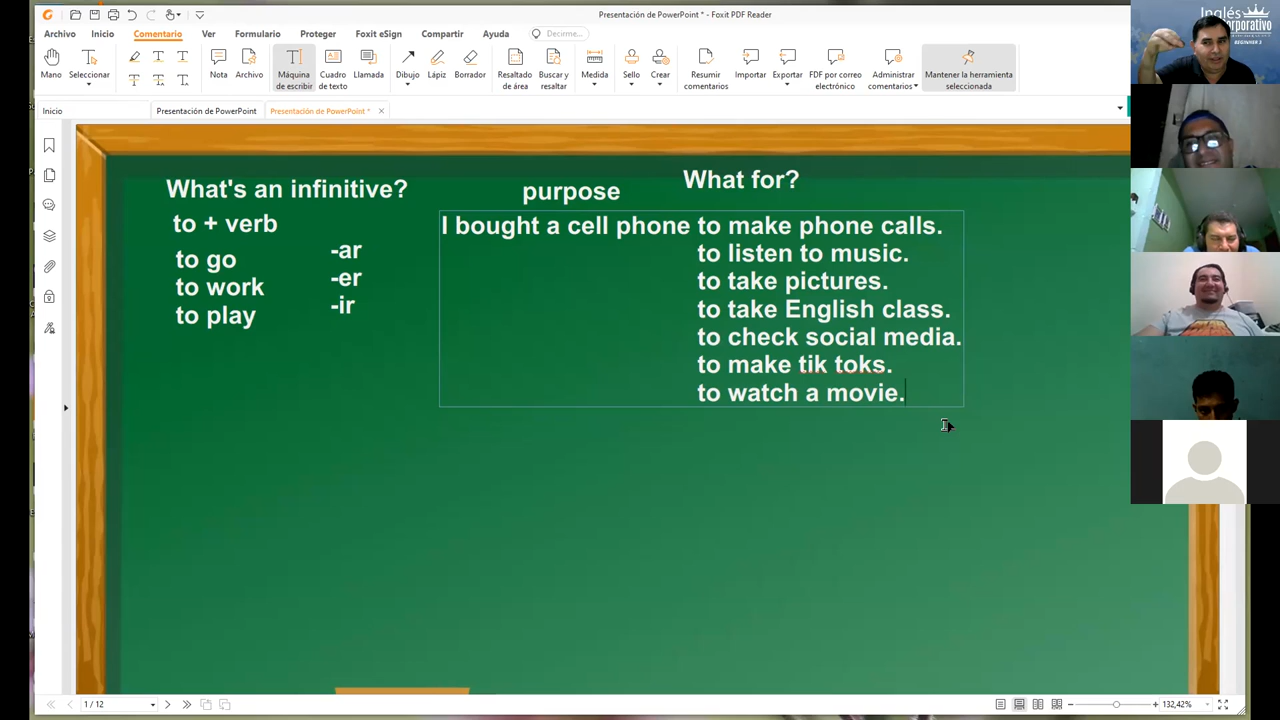 Presentación de PowerPoint * - Foxit PDF Reader
Archivo Inicio Comentario Ver Formulario Proteger Foxit eSign Compartir Ayuda Decirme...
Mano Seleccionar Nota Archivo Máquina de escribir Cuadro de texto Llamada Dibujo Lápiz Borrador Resaltado de área Buscar y resaltar Medida Sello Crear Resumir comentarios Importar Exportar PDF por correo electrónico Administrar comentarios Mantener la herramienta seleccionada
Inicio Presentación de PowerPoint Presentación de PowerPoint *
What's an infinitive?
to + verb
to go
to work
to play
-ar
-er
-ir
purpose
What for?
I bought a cell phone to make phone calls.
to listen to music.
to take pictures.
to take English class.
to check social media.
to make tik toks.
to watch a movie.
1 / 12
132,42%
Inglés
BEGINNER 2